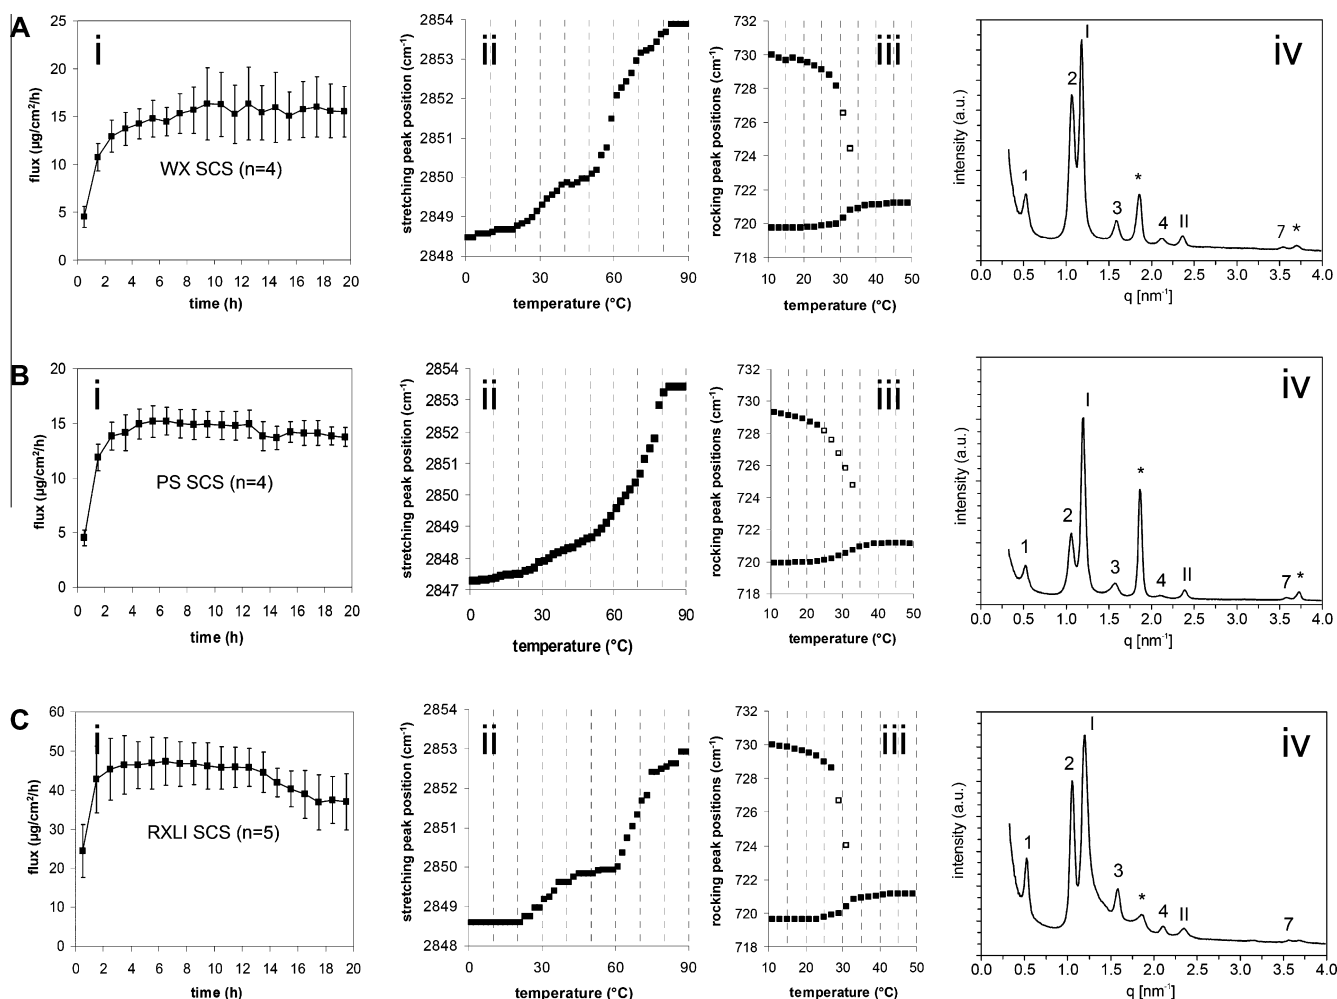 A
i
flux (µg/cm2/h)
25
20
15
10
5
0
WX SCS (n=4)
0 2 4 6 8 10 12 14 16 18 20
time (h)
ii
stretching peak position (cm-1)
2854
2853
2852
2851
2850
2849
2848
0 30 60 90
temperature (°C)
iii
rocking peak positions (cm-1)
732
730
728
726
724
722
720
718
10 20 30 40 50
temperature (°C)
iv
intensity (a.u.)
1 2 I 3 * 4 II 7 *
0.0 0.5 1.0 1.5 2.0 2.5 3.0 3.5 4.0
q [nm-1]
B
i
flux (µg/cm2/h)
20
15
10
5
0
PS SCS (n=4)
0 2 4 6 8 10 12 14 16 18 20
time (h)
ii
stretching peak position (cm-1)
2854
2853
2852
2851
2850
2849
2848
2847
0 30 60 90
temperature (°C)
iii
rocking peak positions (cm-1)
732
730
728
726
724
722
720
718
10 20 30 40 50
temperature (°C)
iv
intensity (a.u.)
1 2 I 3 * 4 II 7 *
0.0 0.5 1.0 1.5 2.0 2.5 3.0 3.5 4.0
q [nm-1]
C
i
flux (µg/cm2/h)
60
50
40
30
20
10
0
RXLI SCS (n=5)
0 2 4 6 8 10 12 14 16 18 20
time (h)
ii
stretching peak position (cm-1)
2854
2853
2852
2851
2850
2849
2848
0 30 60 90
temperature (°C)
iii
rocking peak positions (cm-1)
732
730
728
726
724
722
720
718
10 20 30 40 50
temperature (°C)
iv
intensity (a.u.)
1 2 I 3 * 4 II 7
0.0 0.5 1.0 1.5 2.0 2.5 3.0 3.5 4.0
q [nm-1]